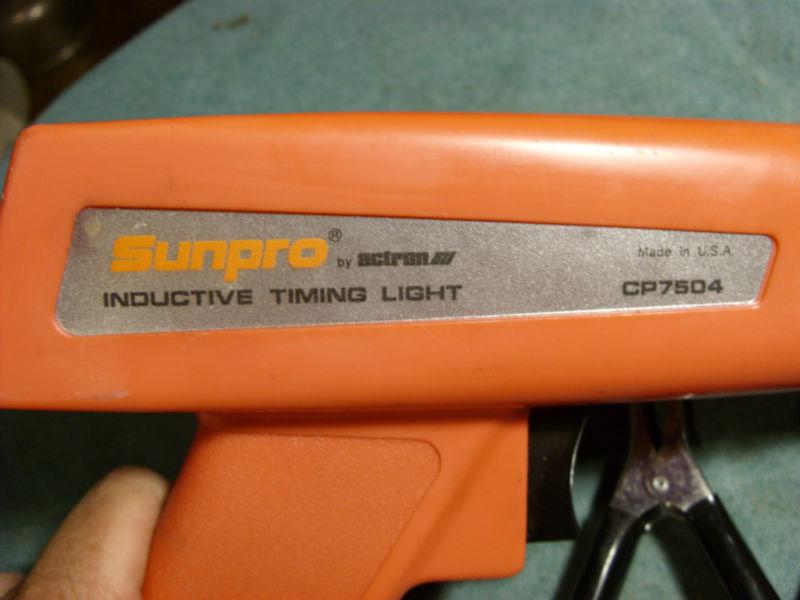 Sunpro® by actron
Made in U.S.A.
INDUCTIVE TIMING LIGHT
CP7504